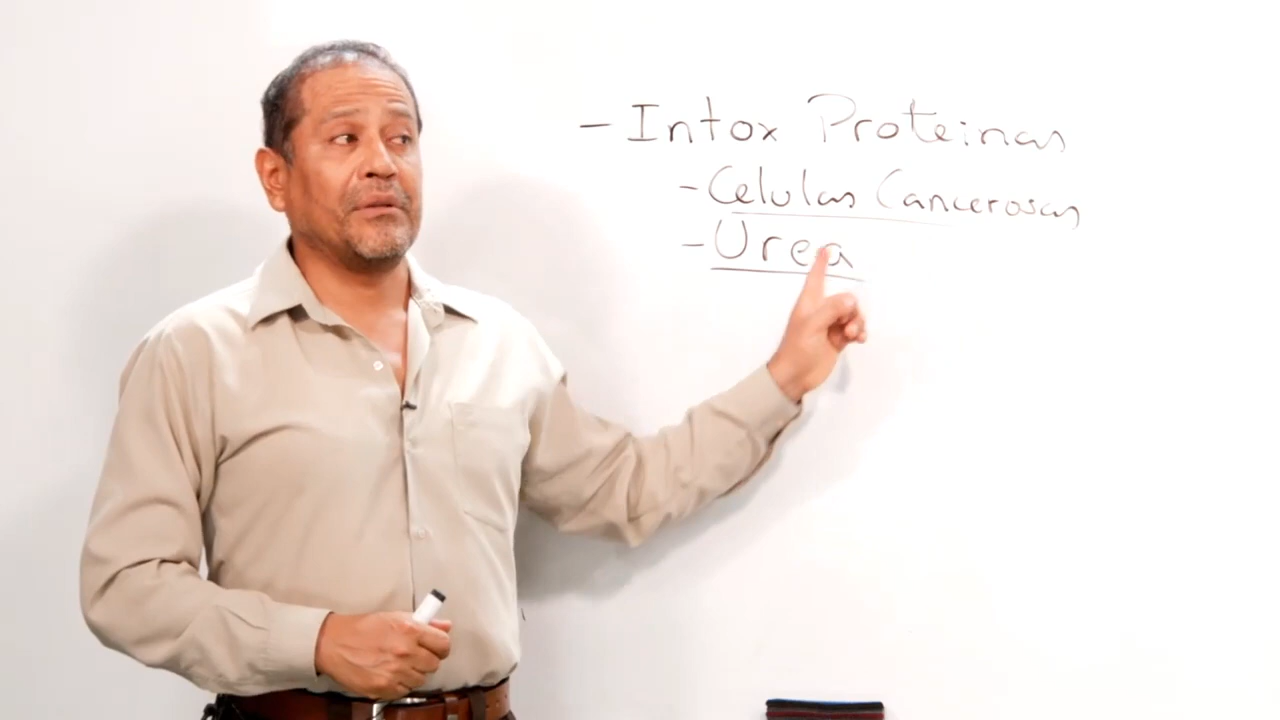 - Intox Proteinas
- Celulas Cancerosas
- Urea